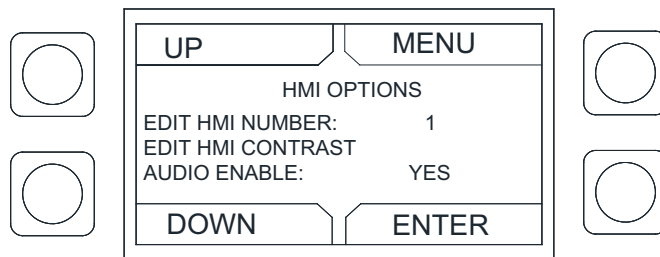 UP MENU
HMI OPTIONS
EDIT HMI NUMBER: 1
EDIT HMI CONTRAST
AUDIO ENABLE: YES
DOWN ENTER